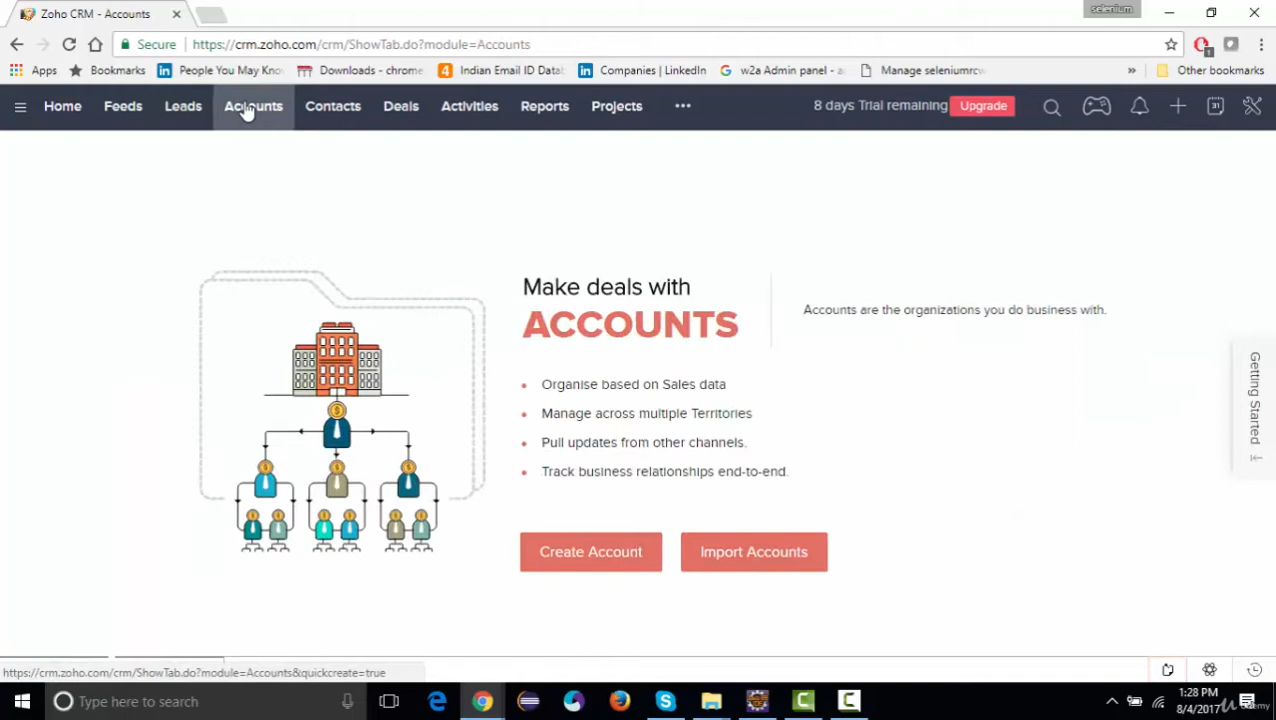 Zoho CRM - Accounts
selenium
Secure https://crm.zoho.com/crm/ShowTab.do?module=Accounts
Apps Bookmarks People You May Kno Downloads - chrome Indian Email ID Datab Companies | LinkedIn w2a Admin panel - a Manage seleniumrcw » Other bookmarks
Home Feeds Leads Accounts Contacts Deals Activities Reports Projects ••• 8 days Trial remaining Upgrade 31
Make deals with
ACCOUNTS
Accounts are the organizations you do business with.
Organise based on Sales data
Manage across multiple Territories
Pull updates from other channels.
Track business relationships end-to-end.
Getting Started
Create Account Import Accounts
https://crm.zoho.com/crm/ShowTab.do?module=Accounts&quickcreate=true
Type here to search
1:28 PM
8/4/2017